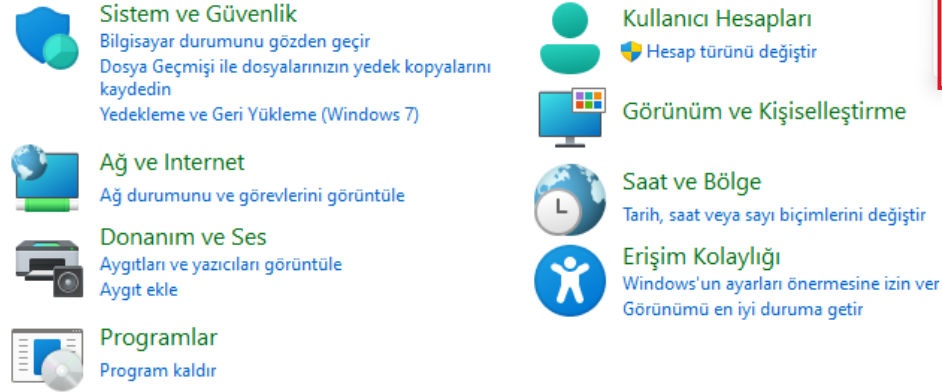 Sistem ve Güvenlik
Bilgisayar durumunu gözden geçir
Dosya Geçmişi ile dosyalarınızın yedek kopyalarını
kaydedin
Yedekleme ve Geri Yükleme (Windows 7)
Ağ ve Internet
Ağ durumunu ve görevlerini görüntüle
Donanım ve Ses
Aygıtları ve yazıcıları görüntüle
Aygıt ekle
Programlar
Program kaldır
Kullanıcı Hesapları
Hesap türünü değiştir
Görünüm ve Kişiselleştirme
Saat ve Bölge
Tarih, saat veya sayı biçimlerini değiştir
Erişim Kolaylığı
Windows'un ayarları önermesine izin ver
Görünümü en iyi duruma getir